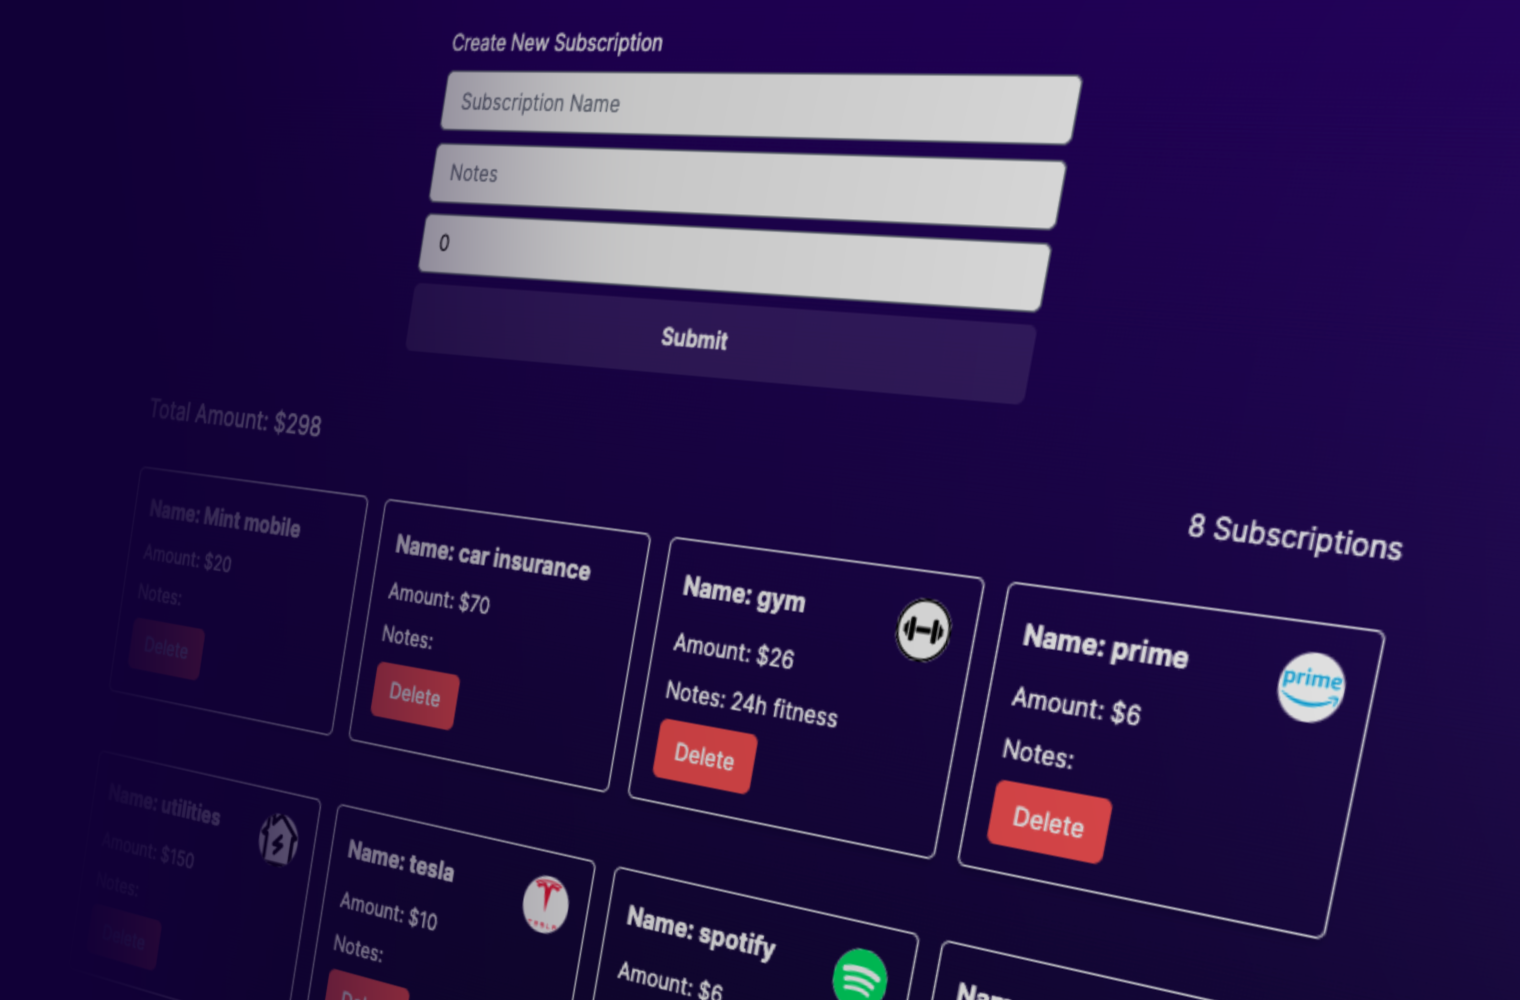 Create New Subscription
Subscription Name
Notes
0
Submit
Total Amount: $298
8 Subscriptions
Name: Mint mobile
Amount: $20
Notes:
Delete
Name: car insurance
Amount: $70
Notes:
Delete
Name: gym
Amount: $26
Notes: 24h fitness
Delete
Name: prime
prime
Amount: $6
Notes:
Delete
Name: utilities
Amount: $150
Notes:
Delete
Name: tesla
TESLA
Amount: $10
Notes:
Name: spotify
Amount: $6